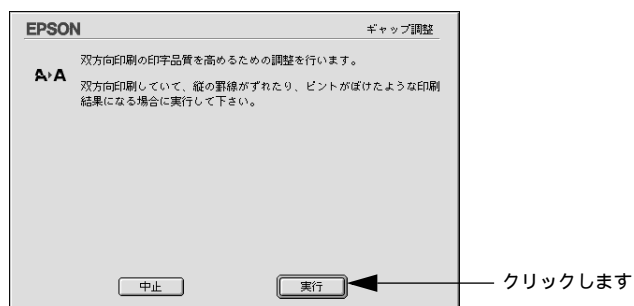 EPSON ギャップ調整
双方向印刷の印字品質を高めるための調整を行います。
A▸A
双方向印刷していて、縦の罫線がずれたり、ピントがぼけたような印刷
結果になる場合に実行して下さい。
中止 実行 クリックします